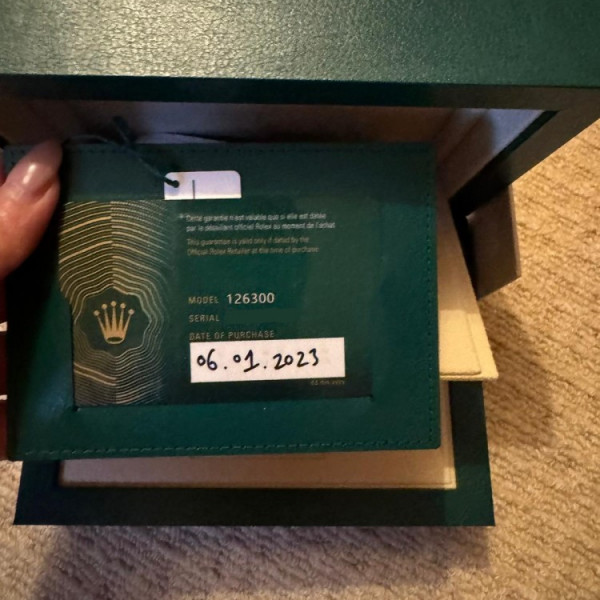 Cette garantie n'est valable que si elle est datée
par le détaillant officiel Rolex au moment de l'achat
This guarantee is valid only if dated by the
Official Rolex Retailer at the time of purchase
MODEL 126300
SERIAL
DATE OF PURCHASE
06.01.2023